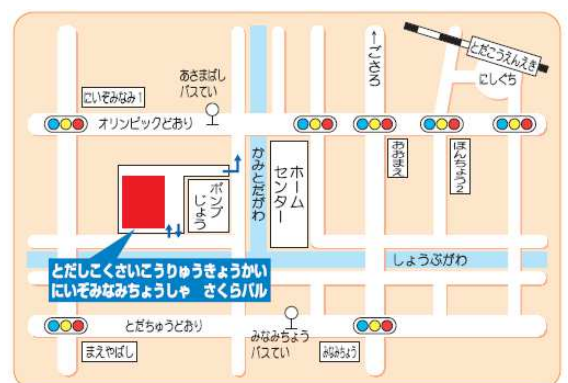 ↑ごさろ
とだこうえんえき
にしぐち
あさまばし
バスてい
にいぞみなみ1
オリンピックどおり
おおまえ
ほんちょう2
かみとだがわ
ホーム
センター
ポンプ
じょう
しょうぶがわ
とだしこくさいこうりゅうきょうかい
にいぞみなみちょうしゃ さくらパル
とだちゅうどおり
みなみちょう
バスてい
まえやばし
みなみちょう